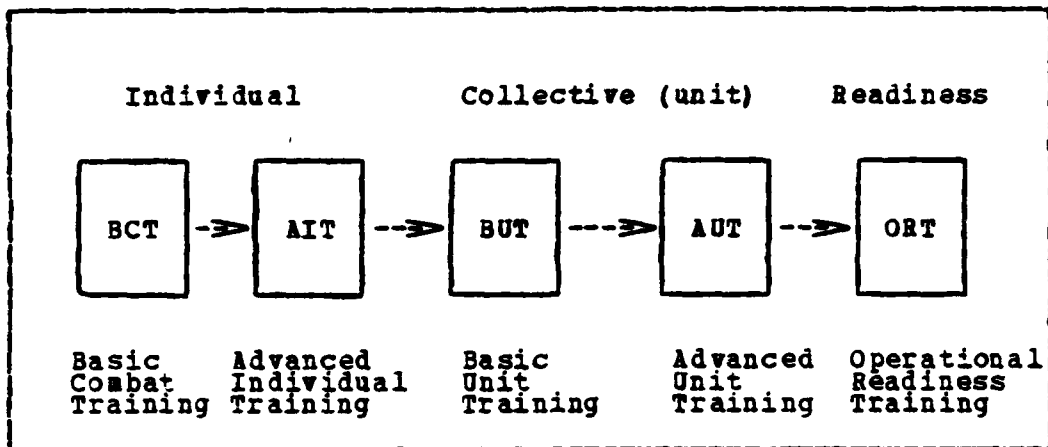 Individual Collective (unit) Readiness
BCT AIT BUT AUT ORT
Basic Advanced Basic Advanced Operational
Combat Individual Unit Unit Readiness
Training Training Training Training Training